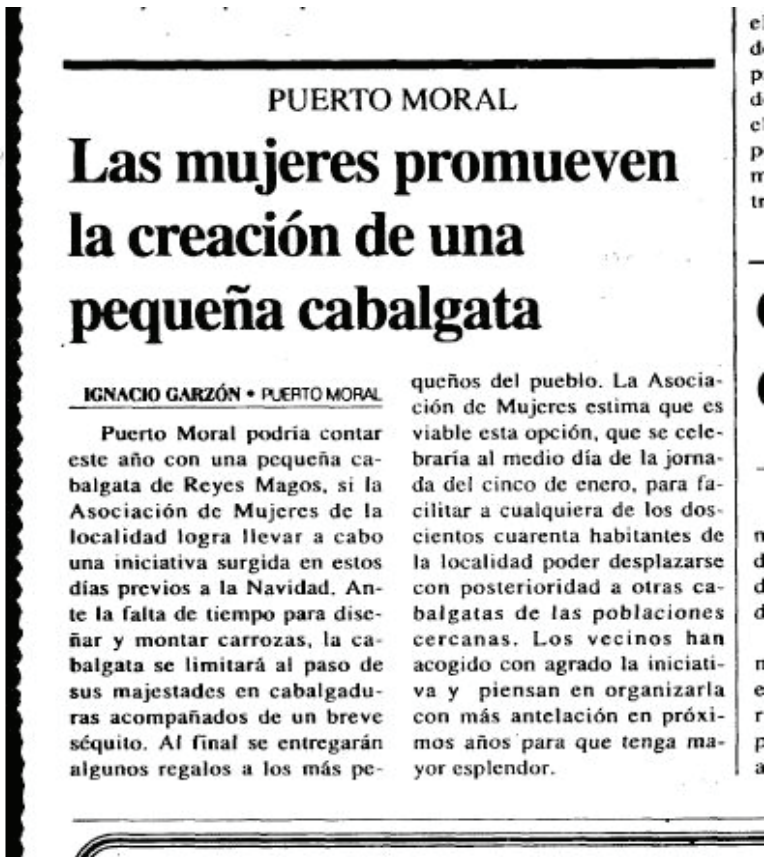 PUERTO MORAL
Las mujeres promueven
la creación de una
pequeña cabalgata
IGNACIO GARZÓN • PUERTO MORAL
Puerto Moral podría contar
este año con una pequeña ca-
balgata de Reyes Magos, si la
Asociación de Mujeres de la
localidad logra llevar a cabo
una iniciativa surgida en estos
días previos a la Navidad. An-
te la falta de tiempo para dise-
ñar y montar carrozas, la ca-
balgata se limitará al paso de
sus majestades en cabalgadu-
ras acompañados de un breve
séquito. Al final se entregarán
algunos regalos a los más pe-
queños del pueblo. La Asocia-
ción de Mujeres estima que es
viable esta opción, que se cele-
braría al medio día de la jorna-
da del cinco de enero, para fa-
cilitar a cualquiera de los dos-
cientos cuarenta habitantes de
la localidad poder desplazarse
con posterioridad a otras ca-
balgatas de las poblaciones
cercanas. Los vecinos han
acogido con agrado la iniciati-
va y piensan en organizarla
con más antelación en próxi-
mos años para que tenga ma-
yor esplendor.